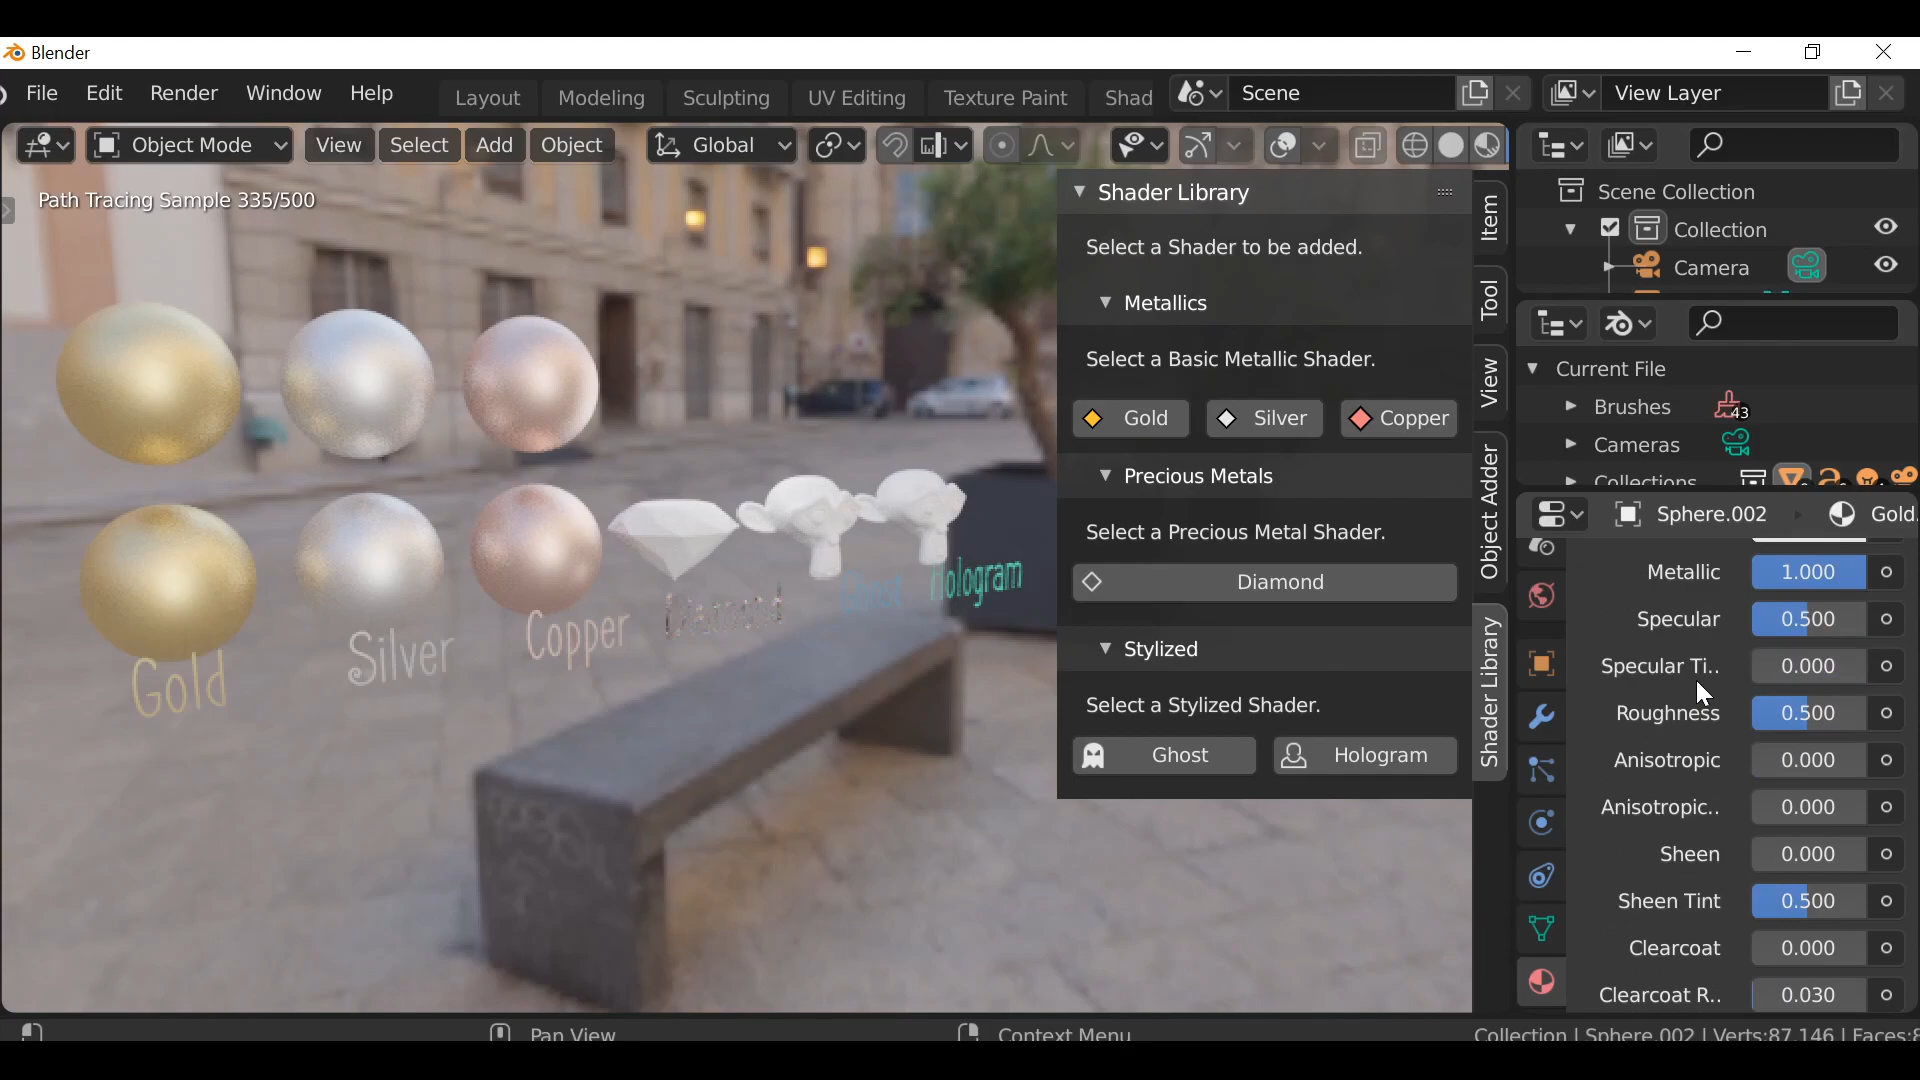 Blender
File Edit Render Window Help
Layout Modeling Sculpting UV Editing Texture Paint Shad
Scene
View Layer
Object Mode View Select Add Object Global
Path Tracing Sample 335/500
Shader Library
Select a Shader to be added.
Metallics
Select a Basic Metallic Shader.
Gold Silver Copper
Precious Metals
Select a Precious Metal Shader.
Diamond
Stylized
Select a Stylized Shader.
Ghost Hologram
Item
Tool
View
Object Adder
Shader Library
Gold
Silver
Copper
Diamond
Ghost
Hologram
Scene Collection
Collection
Camera
Current File
Brushes 43
Cameras
Collections
Sphere.002 Gold.
Metallic 1.000
Specular 0.500
Specular Ti.. 0.000
Roughness 0.500
Anisotropic 0.000
Anisotropic.. 0.000
Sheen 0.000
Sheen Tint 0.500
Clearcoat 0.000
Clearcoat R.. 0.030
Pan View
Context Menu
Collection | Sphere.002 | Verts:87,146 | Faces:8